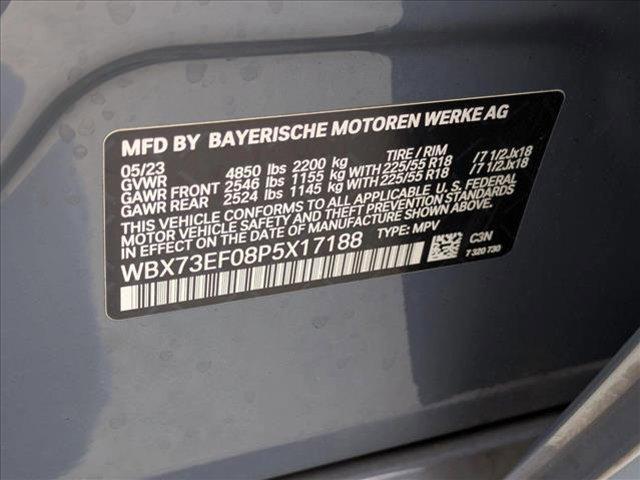 MFD BY BAYERISCHE MOTOREN WERKE AG
05/23 TIRE / RIM
GVWR 4850 lbs 2200 kg
GAWR FRONT 2546 lbs 1155 kg WITH 225/55 R18 /7 1/2Jx18
GAWR REAR 2524 lbs 1145 kg WITH 225/55 R18 /7 1/2Jx18
THIS VEHICLE CONFORMS TO ALL APPLICABLE U.S. FEDERAL
MOTOR VEHICLE SAFETY AND THEFT PREVENTION STANDARDS
IN EFFECT ON THE DATE OF MANUFACTURE SHOWN ABOVE.
WBX73EF08P5X17188 TYPE: MPV C3N
7 320 730